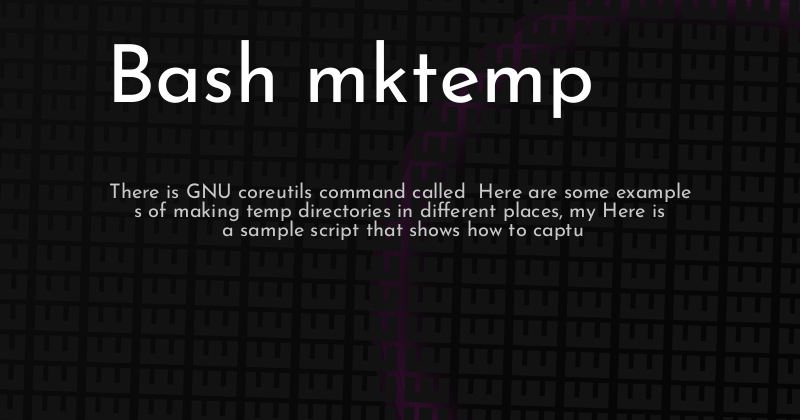 Bash mktemp
There is GNU coreutils command called  Here are some example
s of making temp directories in different places, my Here is
a sample script that shows how to captu